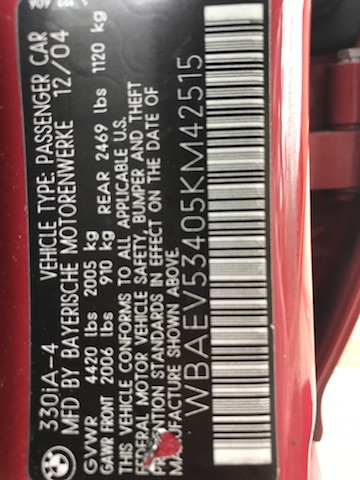 330iA-4 VEHICLE TYPE: PASSENGER CAR
MFD BY BAYERISCHE MOTORENWERKE 12/04
GVWR 4420 lbs 2005 kg
GAWR FRONT 2006 lbs 910 kg REAR 2469 lbs 1120 kg
THIS VEHICLE CONFORMS TO ALL APPLICABLE U.S.
FEDERAL MOTOR VEHICLE SAFETY, BUMPER AND THEFT
STANDARDS IN EFFECT ON THE DATE OF
MANUFACTURE SHOWN ABOVE.
WBAEV53405KM42515